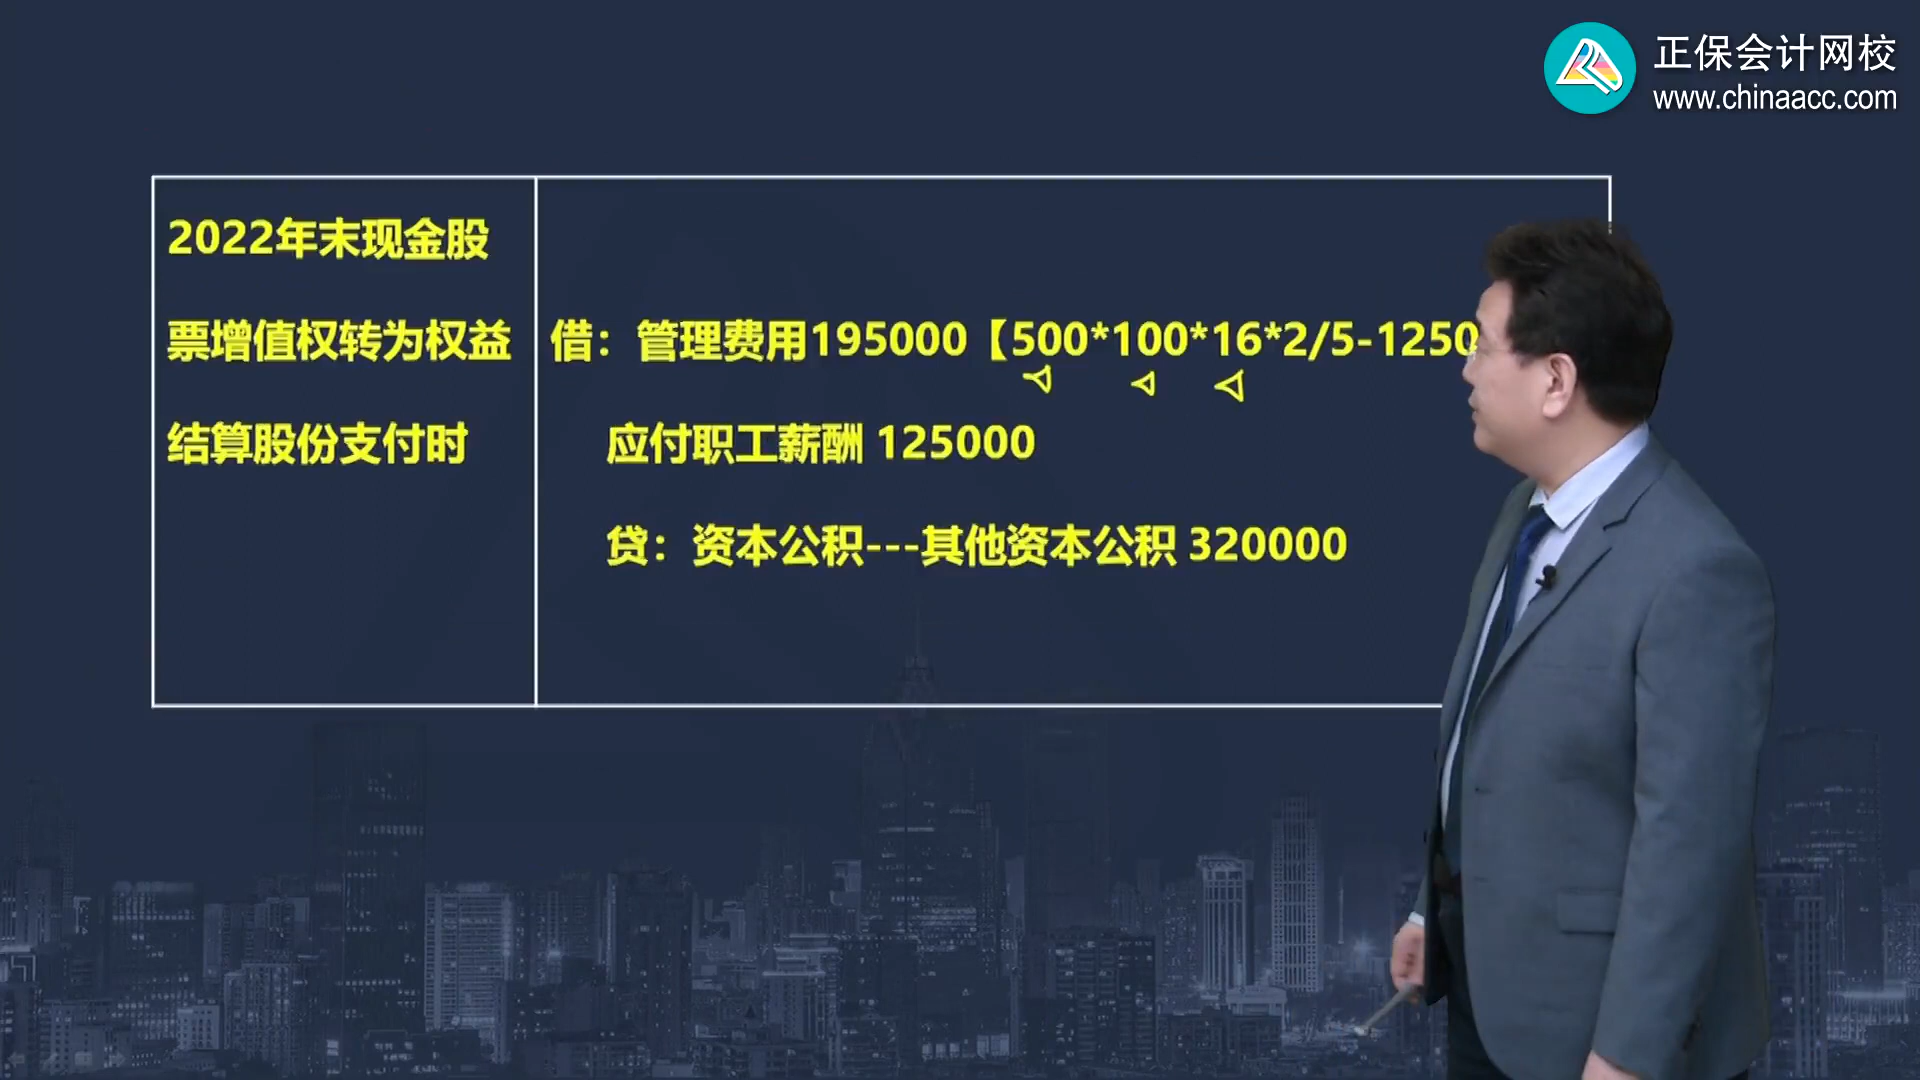 正保会计网校
www.chinaacc.com
2022年末现金股
票增值权转为权益
结算股份支付时
借：管理费用195000【500*100*16*2/5-1250
应付职工薪酬 125000
贷：资本公积---其他资本公积 320000